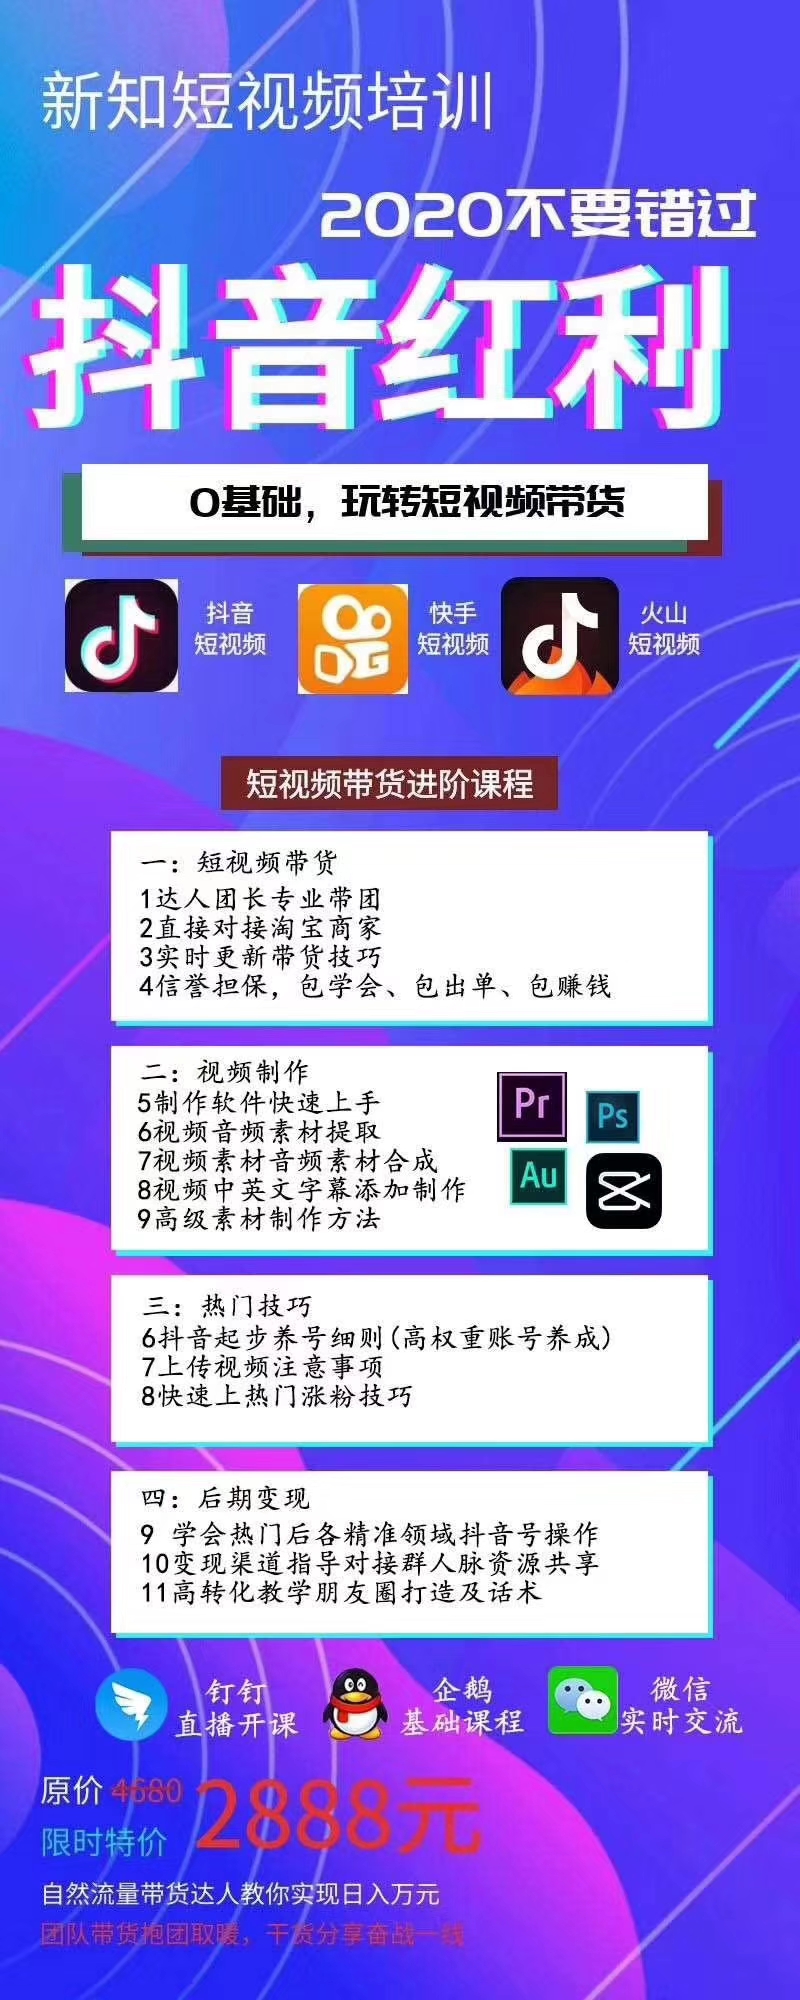 新知短视频培训
2020不要错过
抖音红利
0基础，玩转短视频带货
抖音
短视频
快手
短视频
火山
短视频
短视频带货进阶课程
一：短视频带货
1达人团长专业带团
2直接对接淘宝商家
3实时更新带货技巧
4信誉担保，包学会、包出单、包赚钱
二：视频制作
5制作软件快速上手
6视频音频素材提取
7视频素材音频素材合成
8视频中英文字幕添加制作
9高级素材制作方法
Pr
Ps
Au
三：热门技巧
6抖音起步养号细则(高权重账号养成)
7上传视频注意事项
8快速上热门涨粉技巧
四：后期变现
9 学会热门后各精准领域抖音号操作
10变现渠道指导对接群人脉资源共享
11高转化教学朋友圈打造及话术
钉钉
直播开课
企鹅
基础课程
微信
实时交流
原价 4680
限时特价 2888元
自然流量带货达人教你实现日入万元
团队带货抱团取暖，干货分享奋战一线